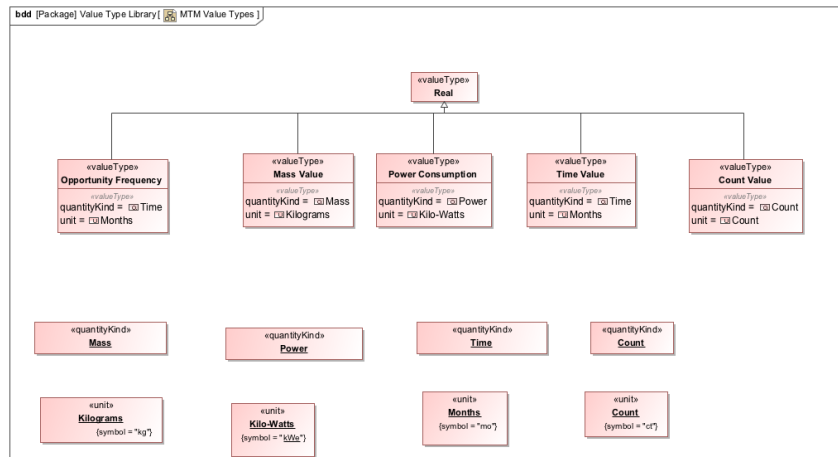 bdd [Package] Value Type Library[ MTM Value Types ]
«valueType»
Real
«valueType»
Opportunity Frequency
«valueType»
quantityKind = Time
unit = Months
«valueType»
Mass Value
«valueType»
quantityKind = Mass
unit = Kilograms
«valueType»
Power Consumption
«valueType»
quantityKind = Power
unit = Kilo-Watts
«valueType»
Time Value
«valueType»
quantityKind = Time
unit = Months
«valueType»
Count Value
«valueType»
quantityKind = Count
unit = Count
«quantityKind»
Mass
«quantityKind»
Power
«quantityKind»
Time
«quantityKind»
Count
«unit»
Kilograms
{symbol = "kg"}
«unit»
Kilo-Watts
{symbol = "kWe"}
«unit»
Months
{symbol = "mo"}
«unit»
Count
{symbol = "ct"}